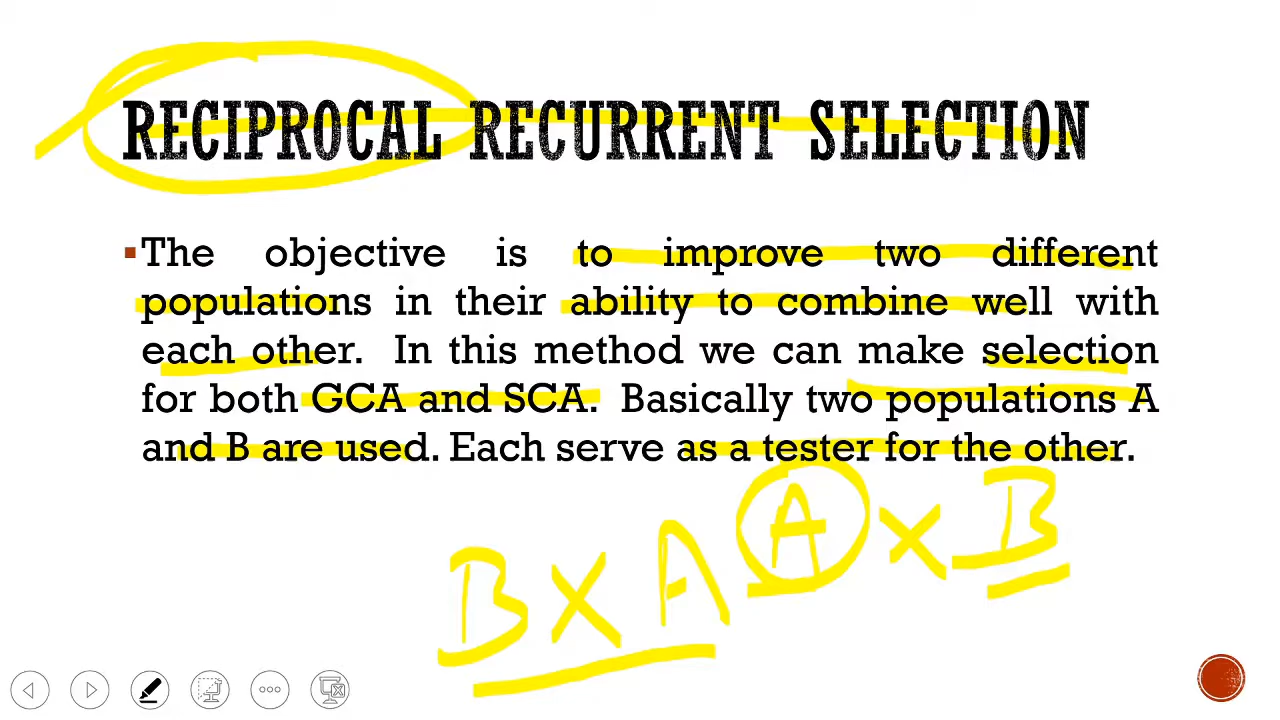 RECIPROCAL RECURRENT SELECTION
▪The objective is to improve two different
populations in their ability to combine well with
each other. In this method we can make selection
for both GCA and SCA. Basically two populations A
and B are used. Each serve as a tester for the other.
A × B
B × A